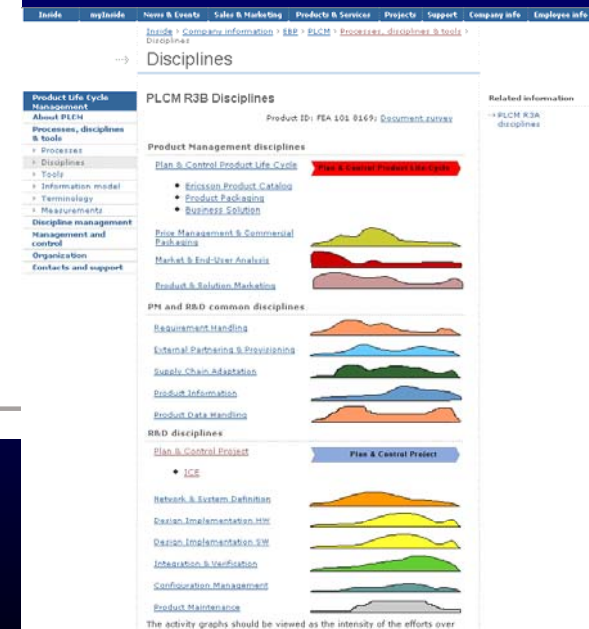 Inside myInside News & Events Sales & Marketing Products & Services Projects Support Company info Employee info
Inside > Company information > EBP > PLCM > Processes, disciplines & tools >
Disciplines
Disciplines
Product Life Cycle
Management
About PLCM
Processes, disciplines
& tools
Processes
Disciplines
Tools
Information model
Terminology
Measurements
Discipline management
Management and
control
Organization
Contacts and support
PLCM R3B Disciplines
Product ID: FEA 101 8169; Document survey
Product Management disciplines
Plan & Control Product Life Cycle
Plan & Control Product Life Cycle
Ericsson Product Catalog
Product Packaging
Business Solution
Price Management & Commercial
Packaging
Market & End-User Analysis
Product & Solution Marketing
PM and R&D common disciplines
Requirement Handling
External Partnering & Provisioning
Supply Chain Adaptation
Product Information
Product Data Handling
R&D disciplines
Plan & Control Project
Plan & Control Project
ICE
Network & System Definition
Design Implementation HW
Design Implementation SW
Integration & Verification
Configuration Management
Product Maintenance
The activity graphs should be viewed as the intensity of the efforts over
Related information
PLCM R3A
disciplines